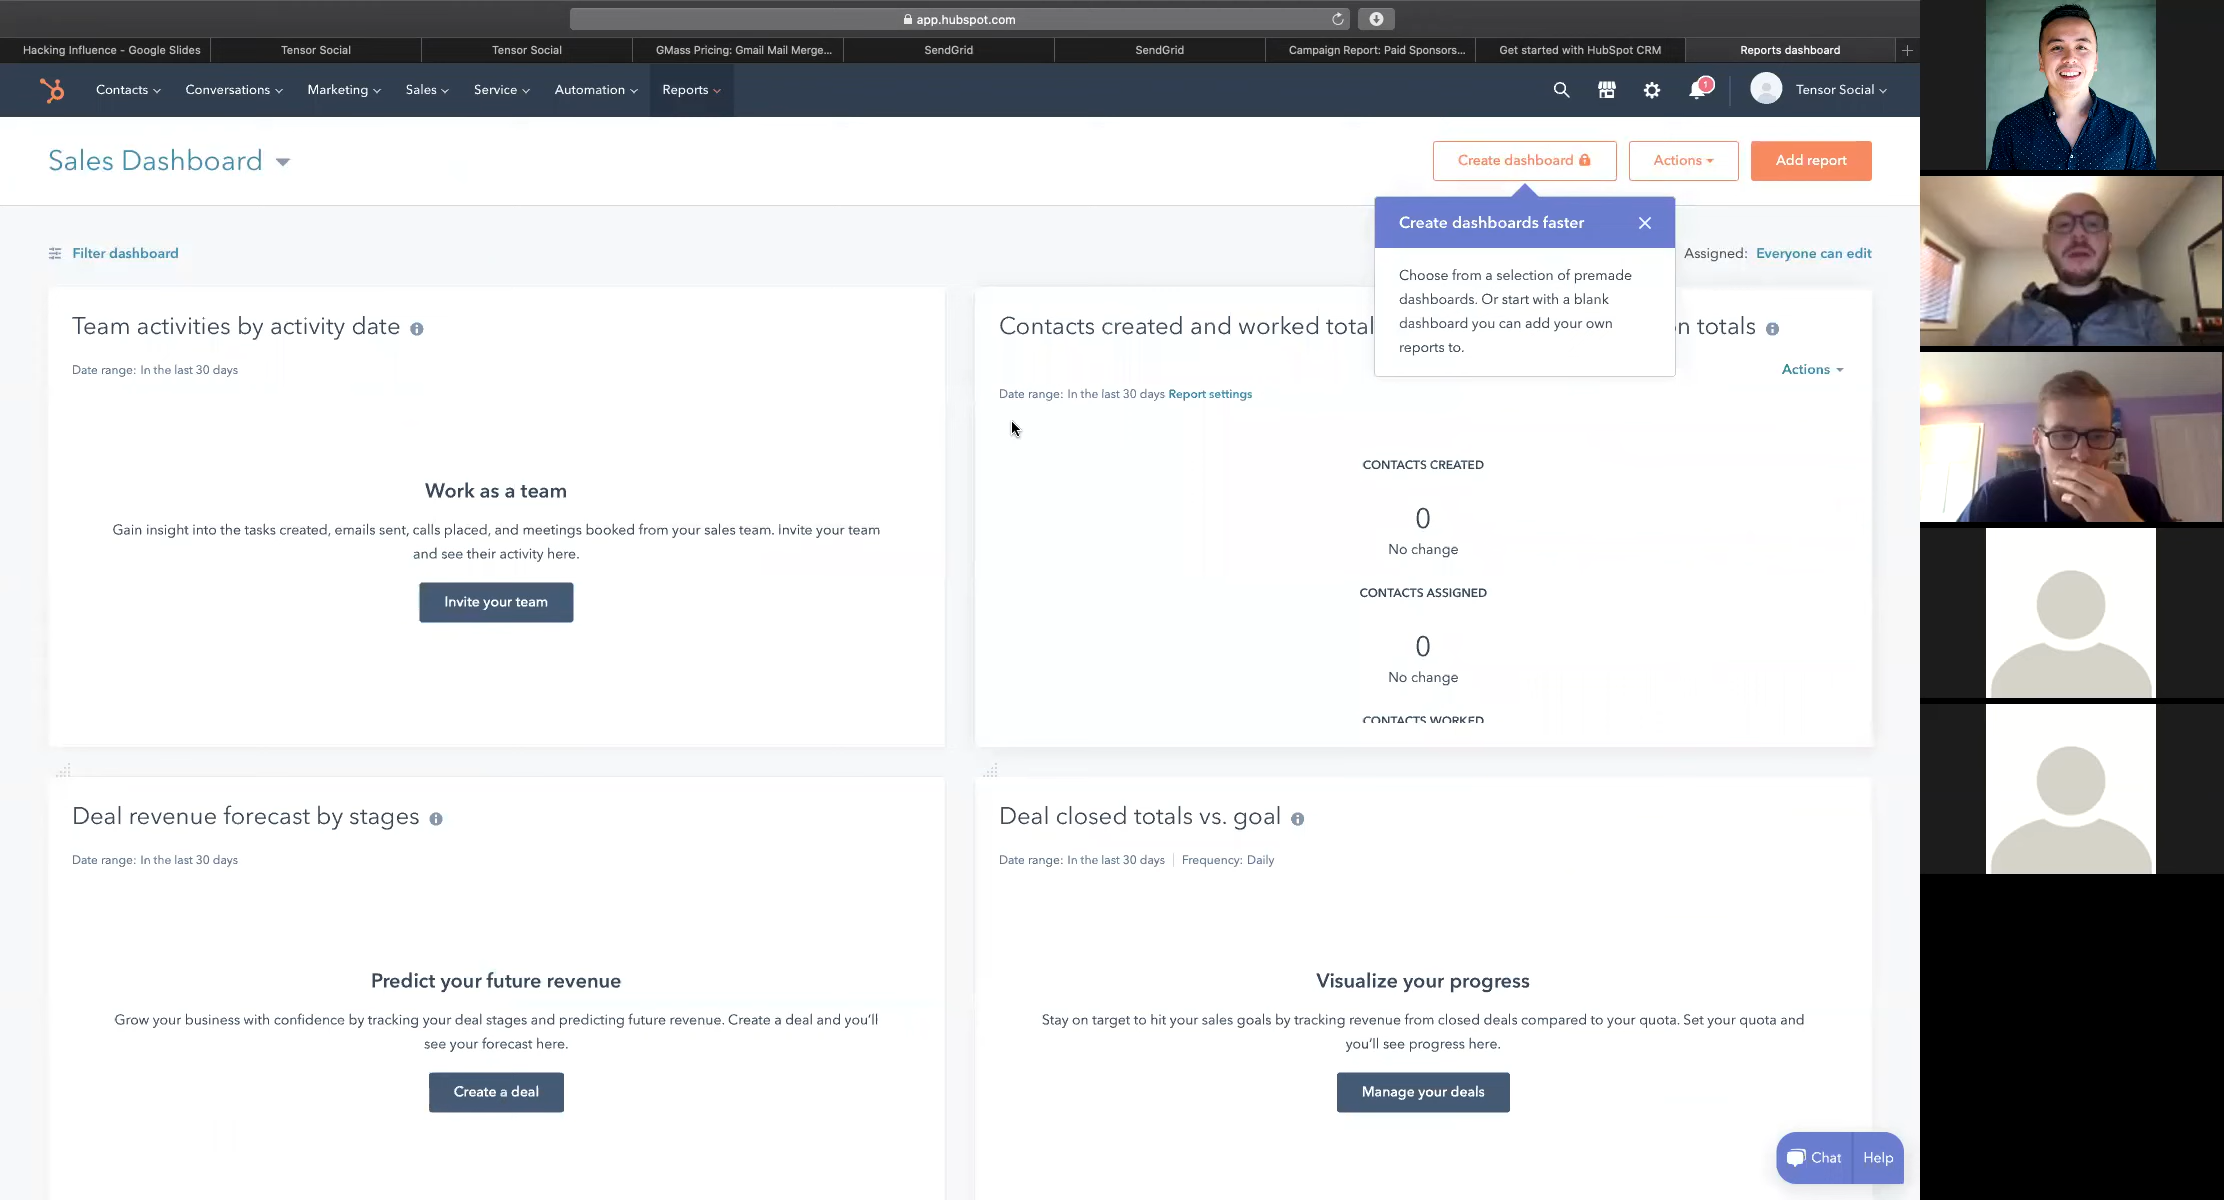 app.hubspot.com
Hacking Influence - Google Slides
Tensor Social
Tensor Social
GMass Pricing: Gmail Mail Merge...
SendGrid
SendGrid
Campaign Report: Paid Sponsors...
Get started with HubSpot CRM
Reports dashboard
Contacts
Conversations
Marketing
Sales
Service
Automation
Reports
1
Tensor Social
Sales Dashboard
Create dashboard
Actions
Add report
Create dashboards faster
Choose from a selection of premade
dashboards. Or start with a blank
dashboard you can add your own
reports to.
Filter dashboard
Assigned: Everyone can edit
Team activities by activity date
Date range: In the last 30 days
Work as a team
Gain insight into the tasks created, emails sent, calls placed, and meetings booked from your sales team. Invite your team
and see their activity here.
Invite your team
Contacts created and worked total
n totals
Actions
Date range: In the last 30 days Report settings
CONTACTS CREATED
0
No change
CONTACTS ASSIGNED
0
No change
CONTACTS WORKED
Deal revenue forecast by stages
Date range: In the last 30 days
Predict your future revenue
Grow your business with confidence by tracking your deal stages and predicting future revenue. Create a deal and you'll
see your forecast here.
Create a deal
Deal closed totals vs. goal
Date range: In the last 30 days | Frequency: Daily
Visualize your progress
Stay on target to hit your sales goals by tracking revenue from closed deals compared to your quota. Set your quota and
you'll see progress here.
Manage your deals
Chat
Help